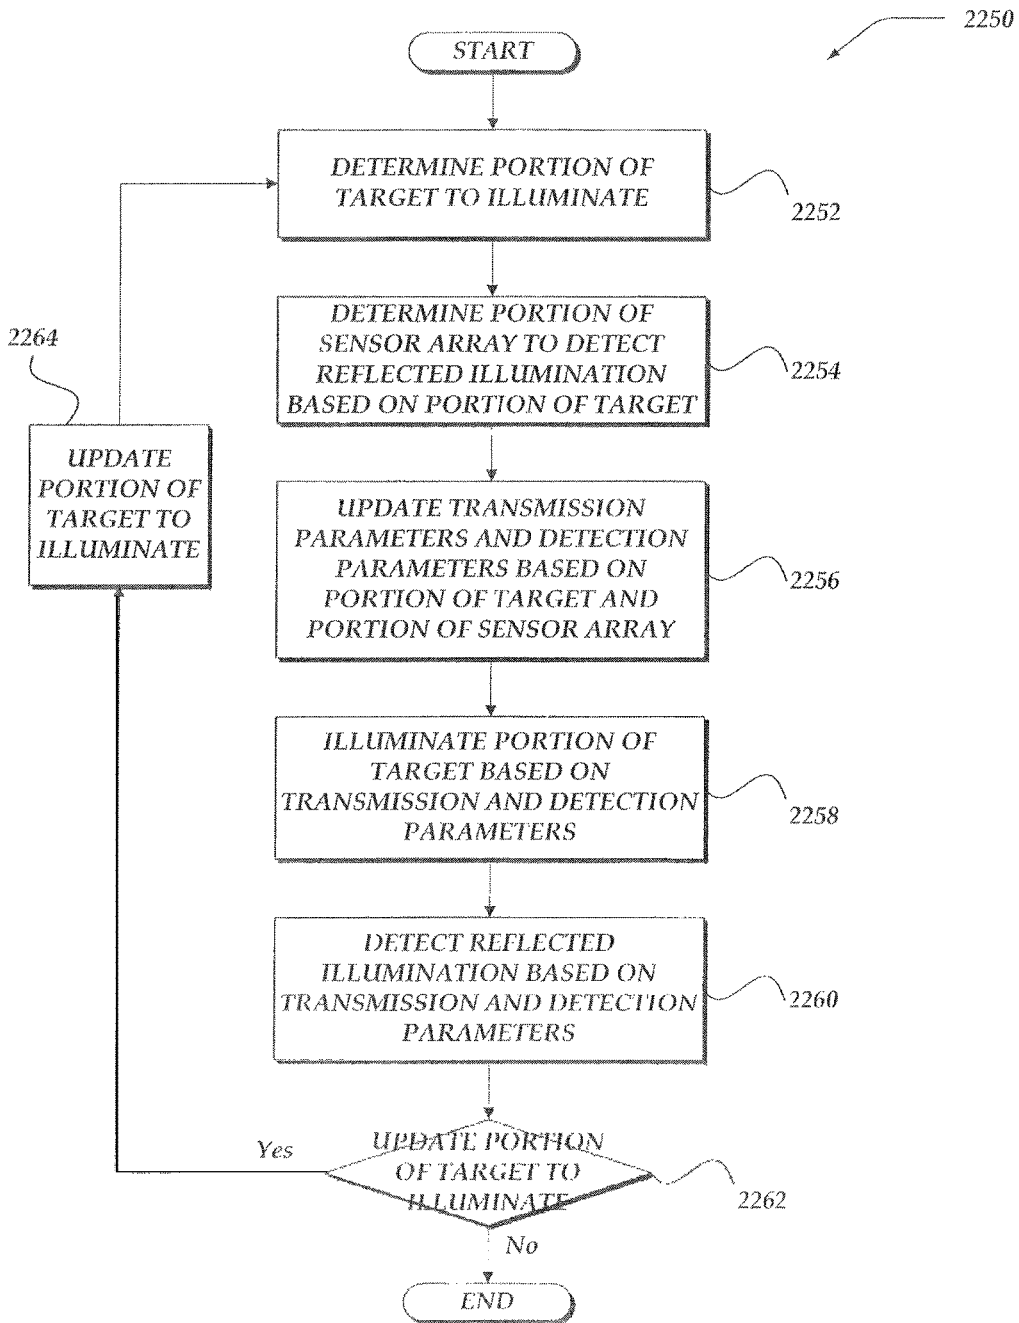 2250
START
DETERMINE PORTION OF
TARGET TO ILLUMINATE
2252
DETERMINE PORTION OF
SENSOR ARRAY TO DETECT
REFLECTED ILLUMINATION
BASED ON PORTION OF TARGET
2254
2264
UPDATE
PORTION OF
TARGET TO
ILLUMINATE
UPDATE TRANSMISSION
PARAMETERS AND DETECTION
PARAMETERS BASED ON
PORTION OF TARGET AND
PORTION OF SENSOR ARRAY
2256
ILLUMINATE PORTION OF
TARGET BASED ON
TRANSMISSION AND DETECTION
PARAMETERS
2258
DETECT REFLECTED
ILLUMINATION BASED ON
TRANSMISSION AND DETECTION
PARAMETERS
2260
Yes
UPDATE PORTION
OF TARGET TO
ILLUMINATE
2262
No
END